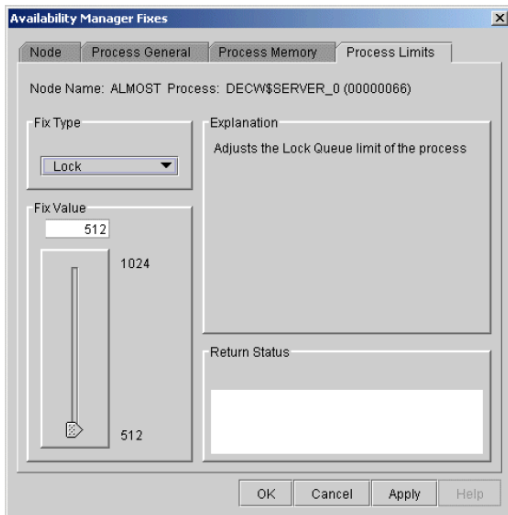 Availability Manager Fixes
Node Process General Process Memory Process Limits
Node Name: ALMOST Process: DECW$SERVER_0 (00000066)
Fix Type
Lock
Explanation
Adjusts the Lock Queue limit of the process
Fix Value
512
1024
512
Return Status
OK Cancel Apply Help